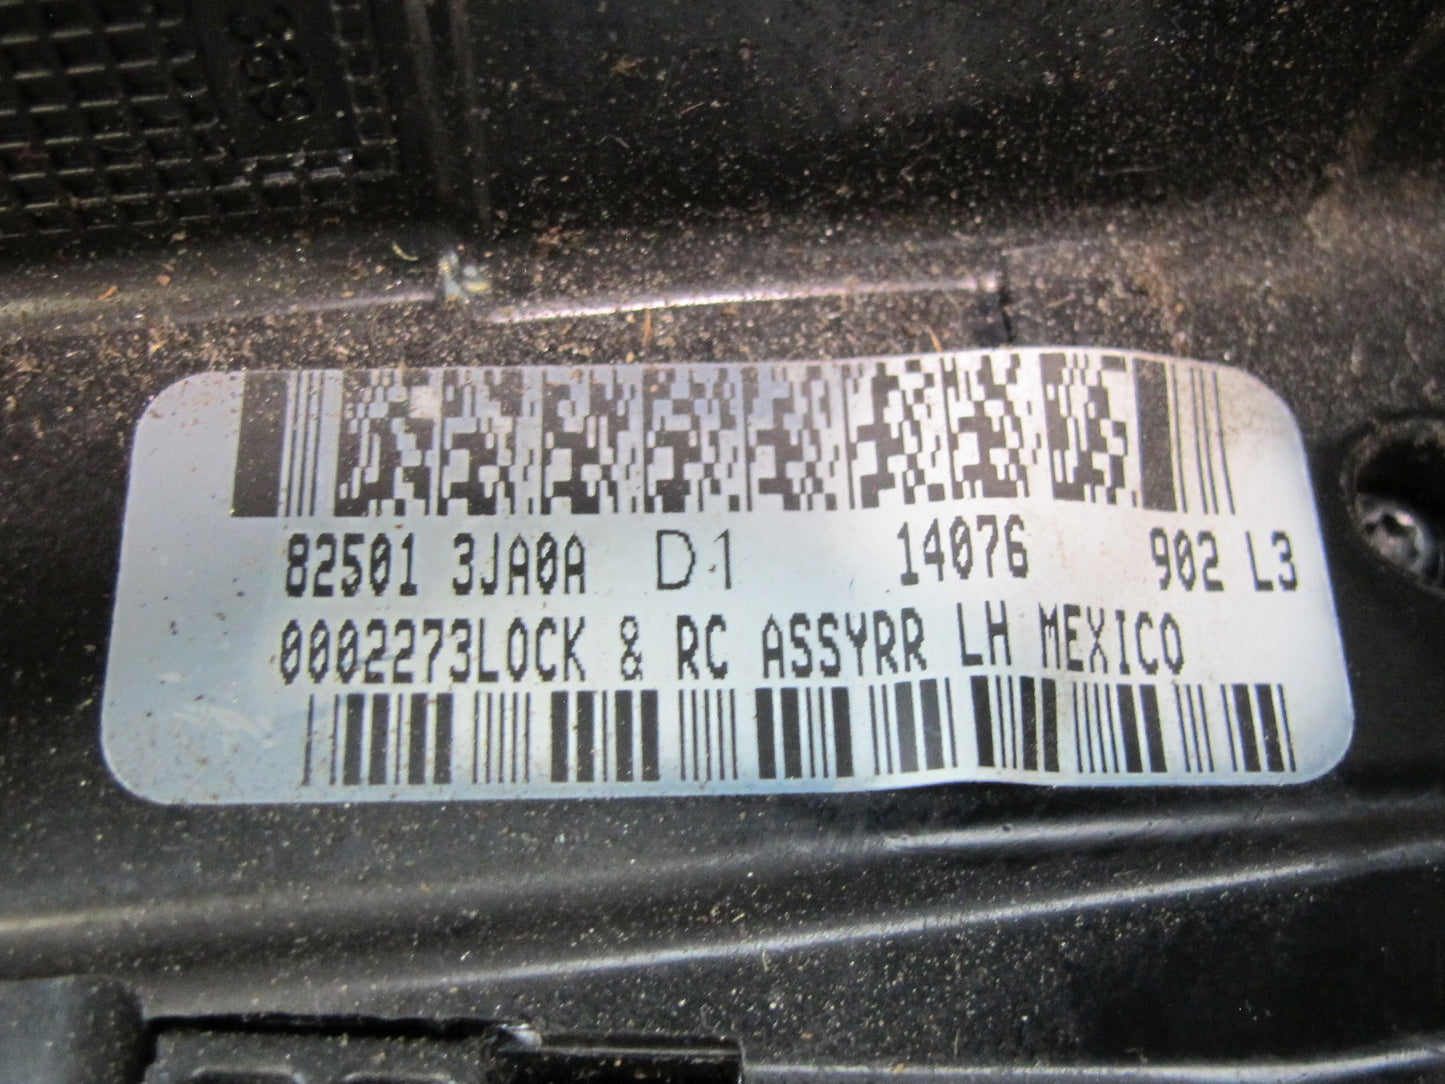 82501 3JA0A D1 14076 902 L3
0002273LOCK & RC ASSYRR LH MEXICO